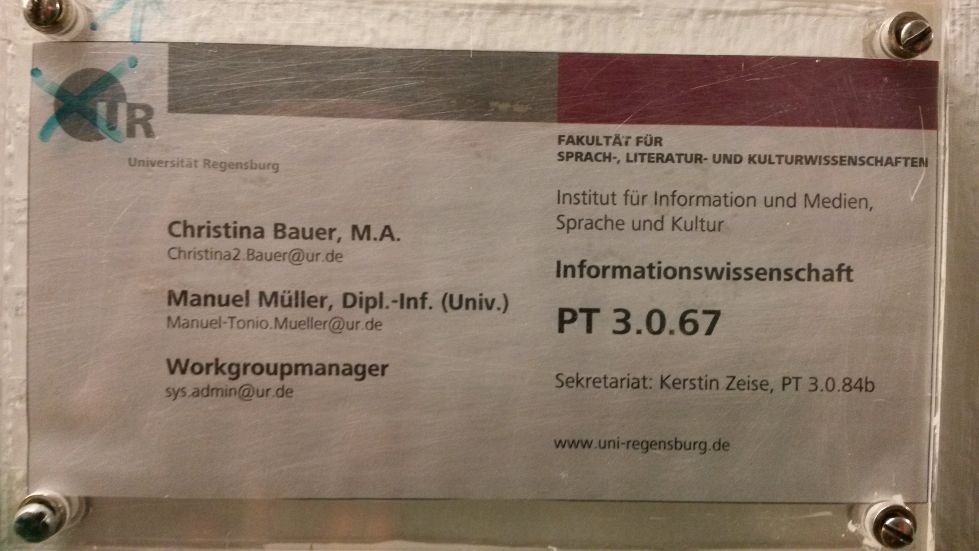 UR
Universität Regensburg
FAKULTÄT FÜR
SPRACH-, LITERATUR- UND KULTURWISSENSCHAFTEN
Institut für Information und Medien,
Sprache und Kultur
Informationswissenschaft
PT 3.0.67
Sekretariat: Kerstin Zeise, PT 3.0.84b
www.uni-regensburg.de
Christina Bauer, M.A.
Christina2.Bauer@ur.de
Manuel Müller, Dipl.-Inf. (Univ.)
Manuel-Tonio.Mueller@ur.de
Workgroupmanager
sys.admin@ur.de